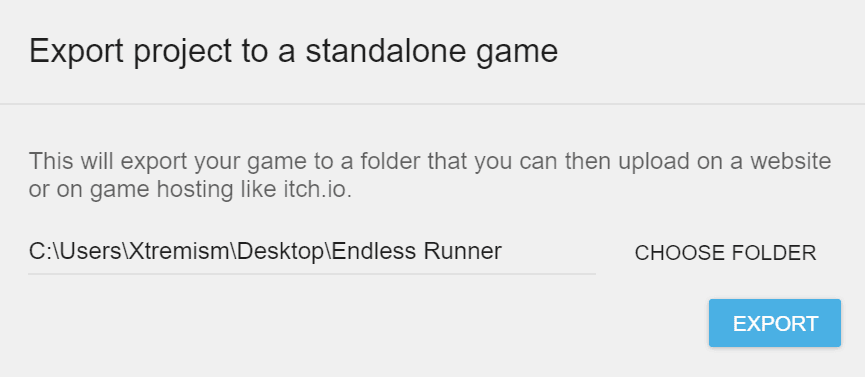 Export project to a standalone game
This will export your game to a folder that you can then upload on a website
or on game hosting like itch.io.
C:\Users\Xtremism\Desktop\Endless Runner
CHOOSE FOLDER
EXPORT